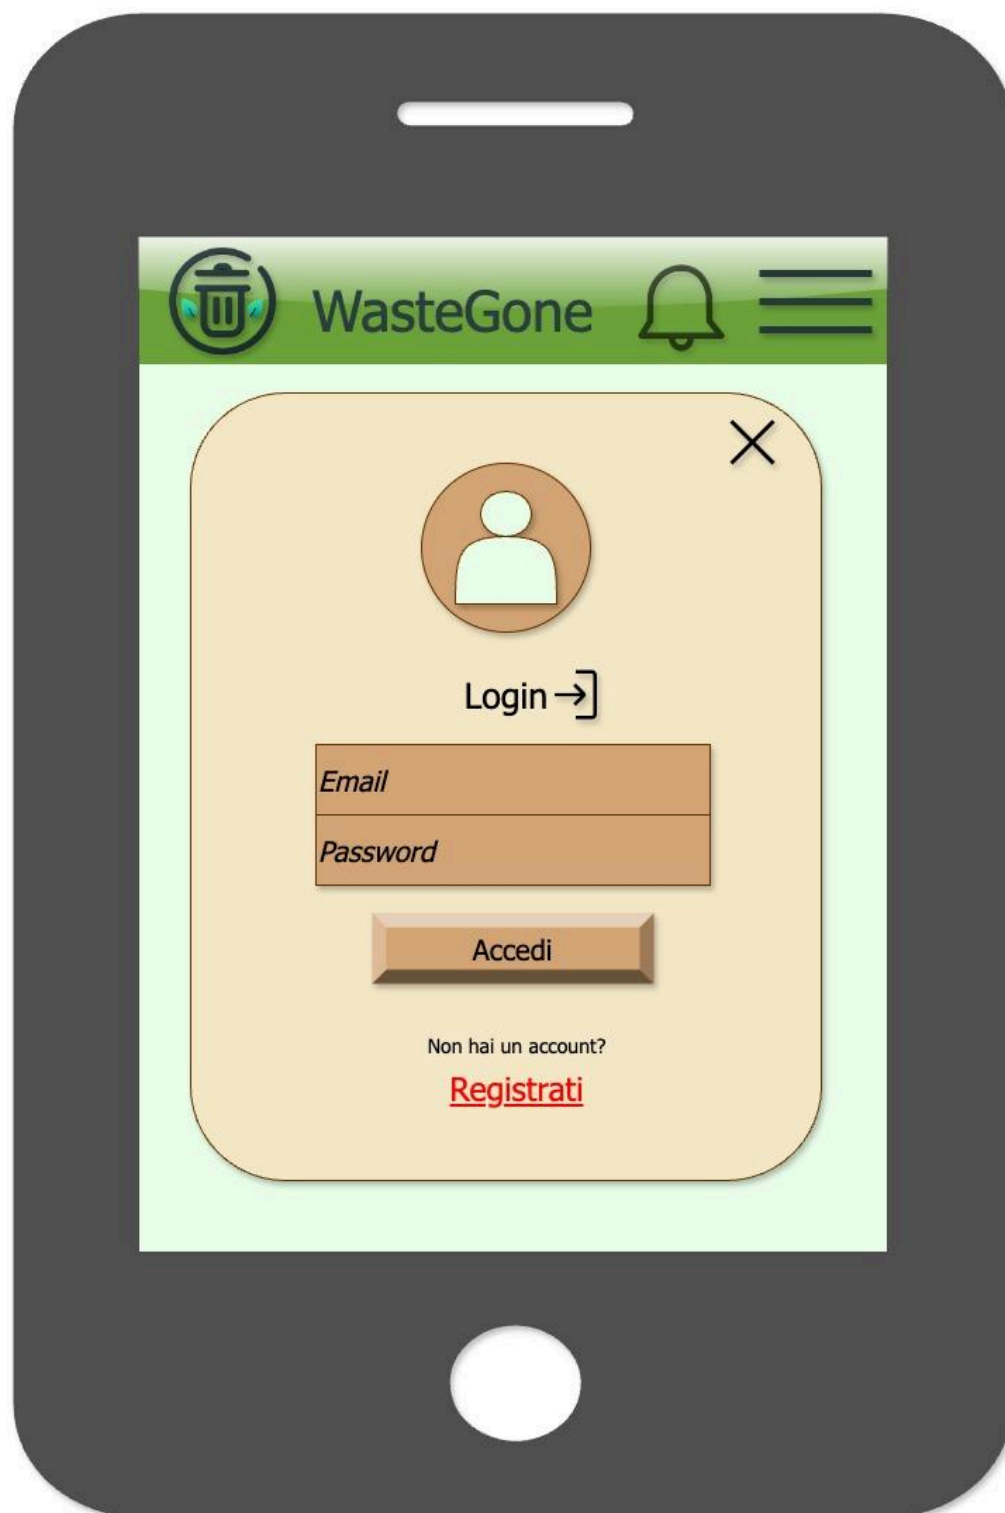 WasteGone
Login
Email
Password
Accedi
Non hai un account?
Registrati